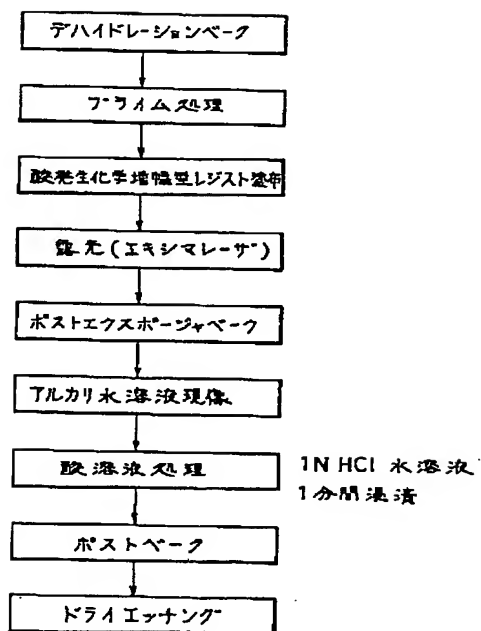 デハイドレーションベーク
プライム処理
酸発生化学増幅型レジスト塗布
露光(エキシマレーザ)
ポストエクスポージャベーク
アルカリ水溶液現像
酸溶液処理
1N HCl 水溶液
1分間浸漬
ポストベーク
ドライエッチング